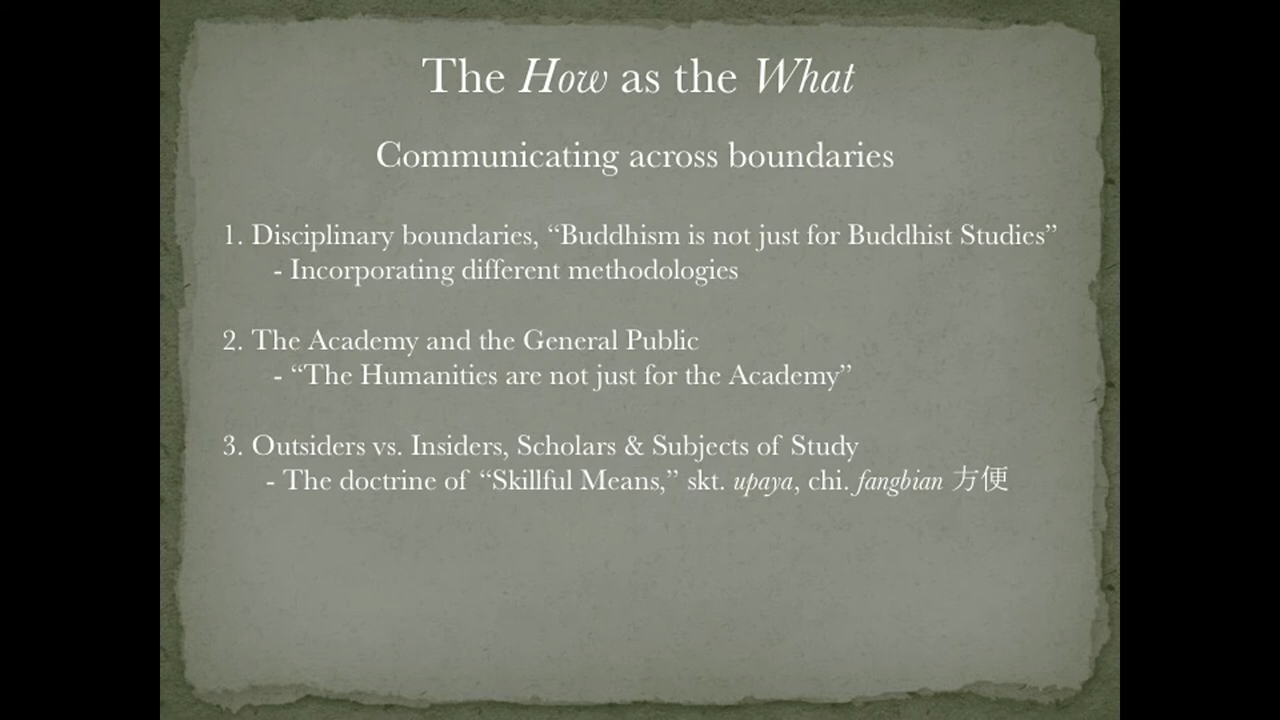 The How as the What
Communicating across boundaries
1. Disciplinary boundaries, “Buddhism is not just for Buddhist Studies”
- Incorporating different methodologies
2. The Academy and the General Public
- “The Humanities are not just for the Academy”
3. Outsiders vs. Insiders, Scholars & Subjects of Study
- The doctrine of “Skillful Means,” skt. upaya, chi. fangbian 方便